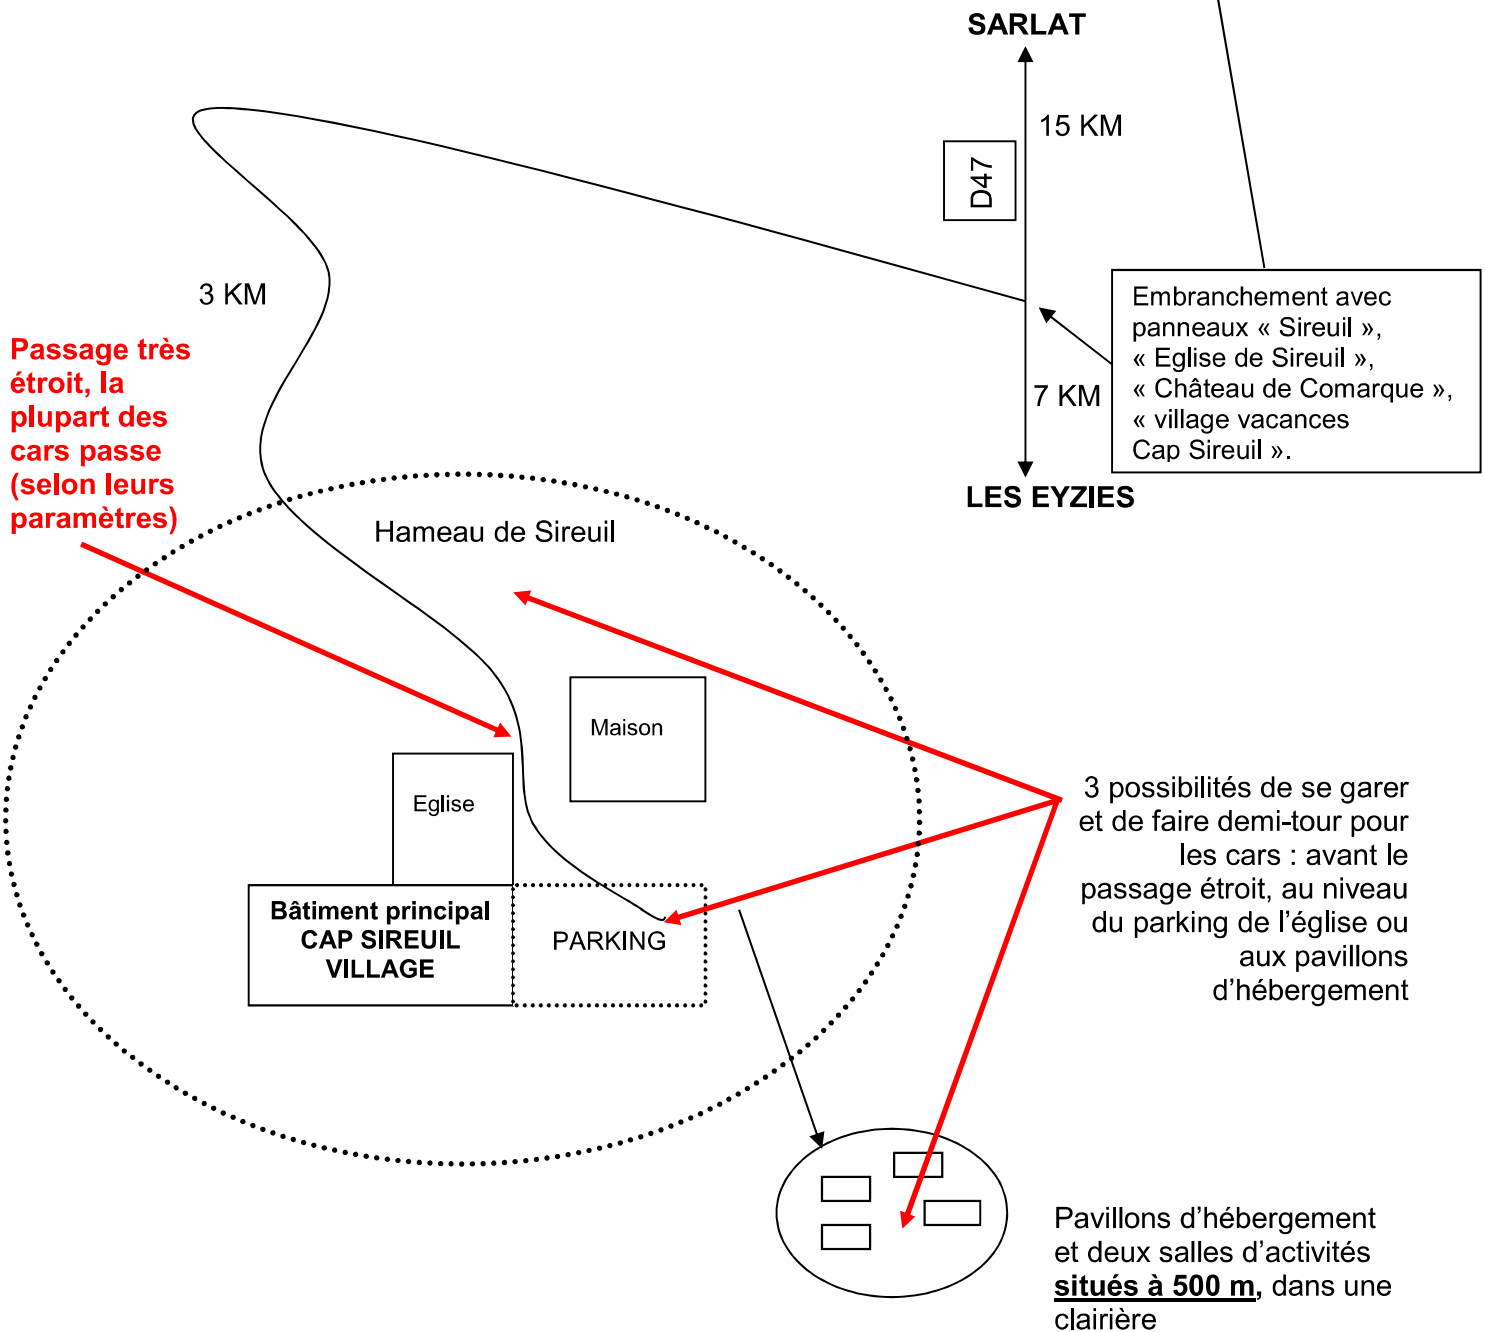 SARLAT
15 KM
D47
3 KM
Embranchement avec
panneaux « Sireuil »,
« Eglise de Sireuil »,
« Château de Comarque »,
« village vacances
Cap Sireuil ».
7 KM
LES EYZIES
Passage très
étroit, la
plupart des
cars passe
(selon leurs
paramètres)
Hameau de Sireuil
Maison
Eglise
Bâtiment principal
CAP SIREUIL
VILLAGE
PARKING
3 possibilités de se garer
et de faire demi-tour pour
les cars : avant le
passage étroit, au niveau
du parking de l’église ou
aux pavillons
d’hébergement
Pavillons d’hébergement
et deux salles d’activités
situés à 500 m, dans une
clairière